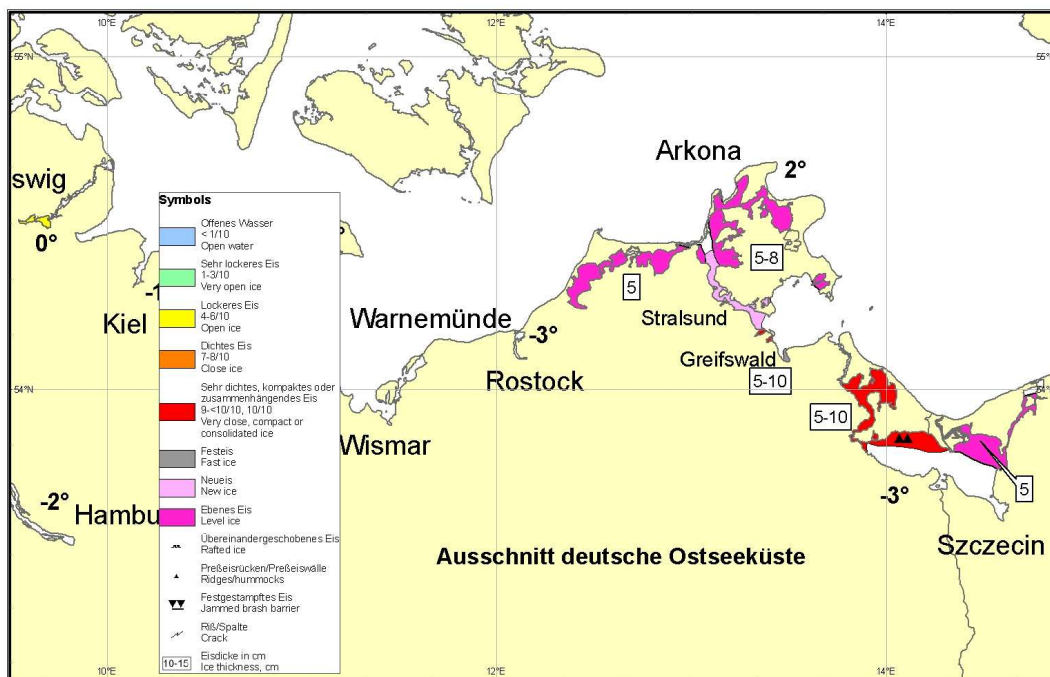 10°E
12°E
14°E
55°N
55°N
Arkona
2°
swig
0°
Symbols
Offenes Wasser
< 1/10
Open water
Sehr lockeres Eis
1-3/10
Very open ice
Lockeres Eis
4-6/10
Open ice
Dichtes Eis
7-8/10
Close ice
Sehr dichtes, kompaktes oder
zusammenhängendes Eis
9-<10/10, 10/10
Very close, compact or
consolidated ice
Festeis
Fast ice
Neueis
New ice
Ebenes Eis
Level ice
Übereinandergeschobenes Eis
Rafted ice
Preßeisrücken/Preßeiswälle
Ridges/hummocks
Festgestampftes Eis
Jammed brash barrier
Riß/Spalte
Crack
10-15
Eisdicke in cm
Ice thickness, cm
-1
Kiel
5-8
5
Warnemünde
-3°
Stralsund
Rostock
Greifswald
5-10
54°N
54°N
5-10
Wismar
-2°
Hambu
-3°
5
Szczecin
Ausschnitt deutsche Ostseeküste
10°E
12°E
14°E